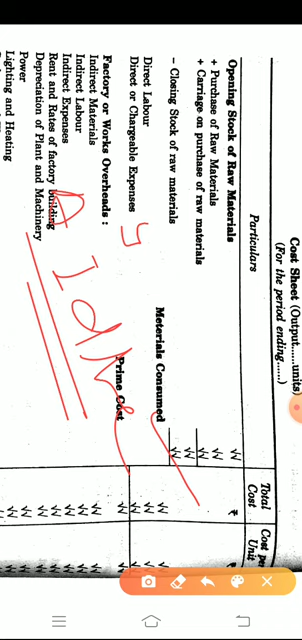 Cost Sheet (Output......units)
(For the period ending......)
Particulars
Total Cost
Cost per Unit
₹
Opening Stock of Raw Materials
+ Purchase of Raw Materials
+ Carriage on purchase of raw materials
– Closing Stock of raw materials
Meterials Consumed
Direct Labour
Direct or Chargeable Expenses
Prime Cost
Factory or Works Overheads :
Indirect Materials
Indirect Labour
Indirect Expenses
Rent and Rates of factory building
Depreciation of Plant and Machinery
Power
Lighting and Heating